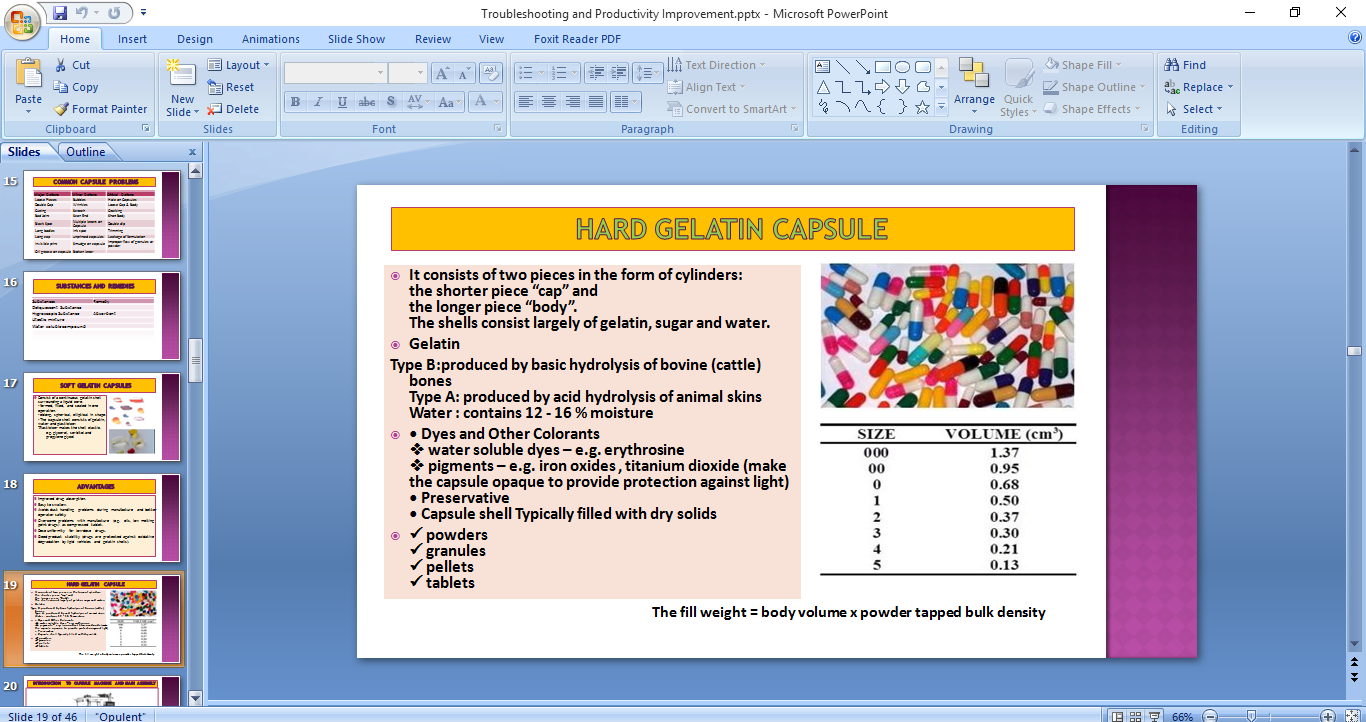 Troubleshooting and Productivity Improvement.pptx - Microsoft PowerPoint
Home Insert Design Animations Slide Show Review View Foxit Reader PDF
Paste
Cut
Copy
Format Painter
Clipboard
New Slide
Layout
Reset
Delete
Slides
B I U abc S AV Aa A
Font
Text Direction
Align Text
Convert to SmartArt
Paragraph
Arrange
Quick Styles
Shape Fill
Shape Outline
Shape Effects
Drawing
Find
Replace
Select
Editing
Slides Outline x
15
COMMON CAPSULE PROBLEMS
16
SUBSTANCES AND REMEDIES
17
SOFT GELATIN CAPSULES
18
ADVANTAGES
19
HARD GELATIN CAPSULE
20
INTRODUCTION TO CAPSULE MACHINE AND MAIN ASSEMBLY
HARD GELATIN CAPSULE
It consists of two pieces in the form of cylinders:
the shorter piece “cap” and
the longer piece “body”.
The shells consist largely of gelatin, sugar and water.
Gelatin
Type B:produced by basic hydrolysis of bovine (cattle)
bones
Type A: produced by acid hydrolysis of animal skins
Water : contains 12 - 16 % moisture
• Dyes and Other Colorants
❖ water soluble dyes – e.g. erythrosine
❖ pigments – e.g. iron oxides , titanium dioxide (make
the capsule opaque to provide protection against light)
• Preservative
• Capsule shell Typically filled with dry solids
✓ powders
✓ granules
✓ pellets
✓ tablets
SIZE VOLUME (cm³)
000 1.37
00 0.95
0 0.68
1 0.50
2 0.37
3 0.30
4 0.21
5 0.13
The fill weight = body volume x powder tapped bulk density
Slide 19 of 46 "Opulent" 66%